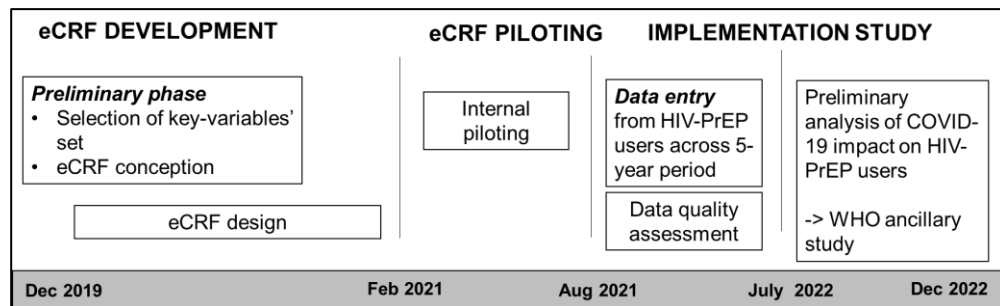 eCRF DEVELOPMENT
eCRF PILOTING
IMPLEMENTATION STUDY
Preliminary phase
• Selection of key-variables'
set
• eCRF conception
eCRF design
Internal
piloting
Data entry
from HIV-PrEP
users across 5-
year period
Data quality
assessment
Preliminary
analysis of COVID-
19 impact on HIV-
PrEP users
-> WHO ancillary
study
Dec 2019
Feb 2021
Aug 2021
July 2022
Dec 2022